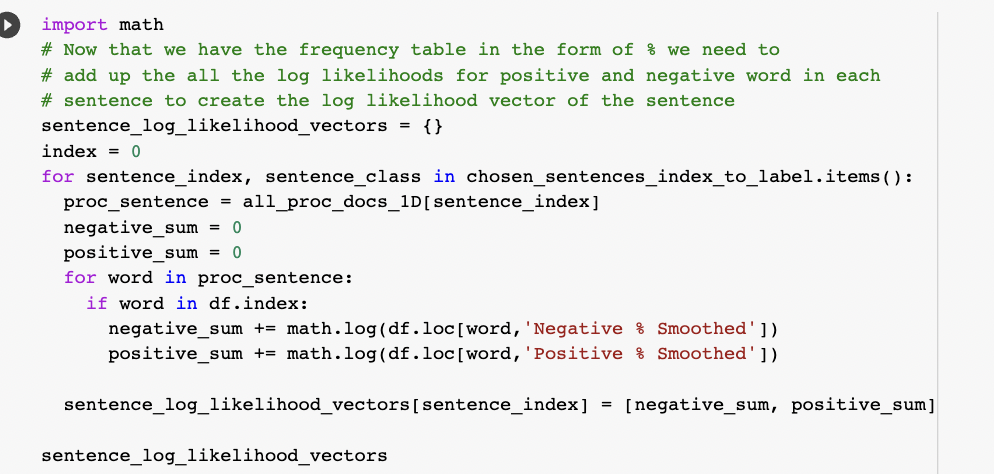 import math
# Now that we have the frequency table in the form of % we need to
# add up the all the log likelihoods for positive and negative word in each
# sentence to create the log likelihood vector of the sentence
sentence_log_likelihood_vectors = {}
index = 0
for sentence_index, sentence_class in chosen_sentences_index_to_label.items():
  proc_sentence = all_proc_docs_1D[sentence_index]
  negative_sum = 0
  positive_sum = 0
  for word in proc_sentence:
    if word in df.index:
      negative_sum += math.log(df.loc[word,'Negative % Smoothed'])
      positive_sum += math.log(df.loc[word,'Positive % Smoothed'])
  sentence_log_likelihood_vectors[sentence_index] = [negative_sum, positive_sum]
sentence_log_likelihood_vectors